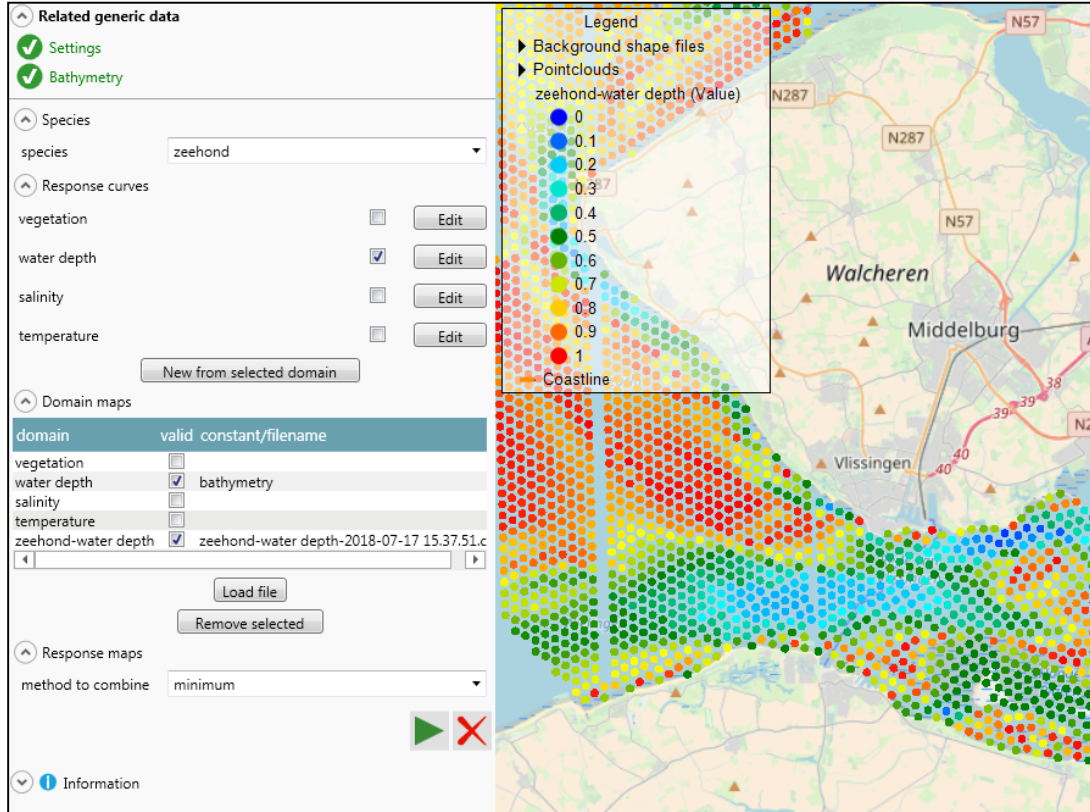 Related generic data
Settings
Bathymetry
Species
species zeehond
Response curves
vegetation Edit
water depth Edit
salinity Edit
temperature Edit
New from selected domain
Domain maps
domain valid constant/filename
vegetation
water depth bathymetry
salinity
temperature
zeehond-water depth zeehond-water depth-2018-07-17 15.37.51.c
Load file
Remove selected
Response maps
method to combine minimum
Information
Legend
Background shape files
Pointclouds
zeehond-water depth (Value)
0
0.1
0.2
0.3
0.4
0.5
0.6
0.7
0.8
0.9
1
Coastline
N57
N287
N287
N57
Walcheren
Middelburg
38
39
39
40
40
Vlissingen